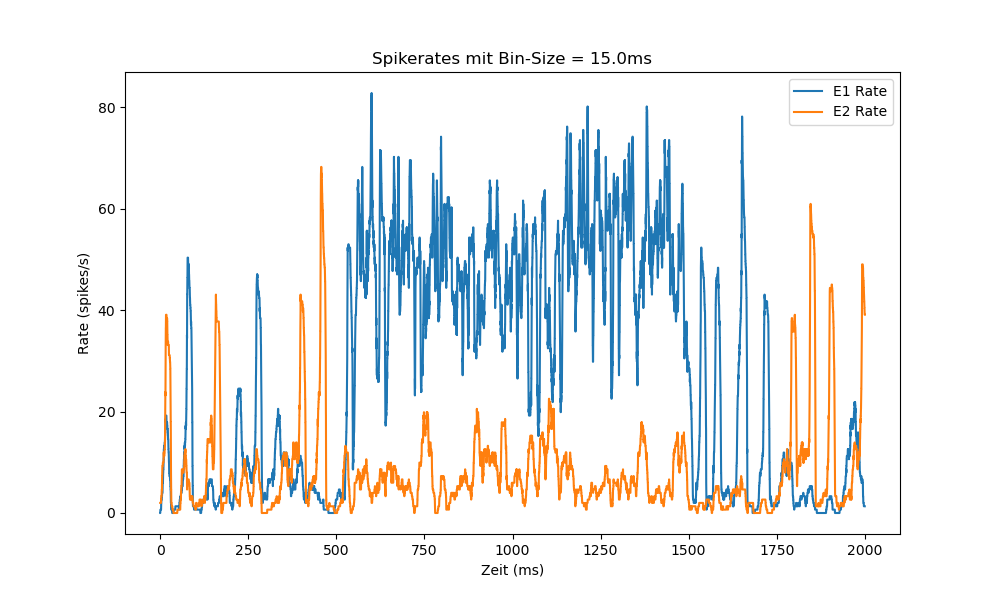 Spikerates mit Bin-Size = 15.0ms
E1 Rate
E2 Rate
80
60
40
20
0
Rate (spikes/s)
0 250 500 750 1000 1250 1500 1750 2000
Zeit (ms)